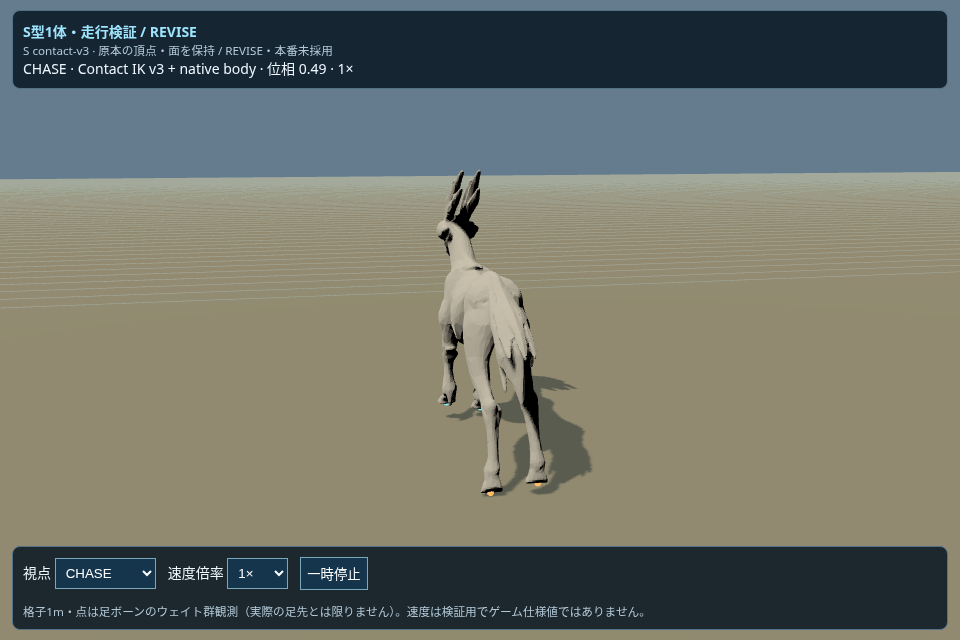 S型1体・走行検証 / REVISE
S contact-v3 · 原本の頂点・面を保持 / REVISE・本番未採用
CHASE · Contact IK v3 + native body · 位相 0.49 · 1×
視点 CHASE 速度倍率 1× 一時停止
格子1m・点は足ボーンのウェイト群観測（実際の足先とは限りません）。速度は検証用でゲーム仕様値ではありません。